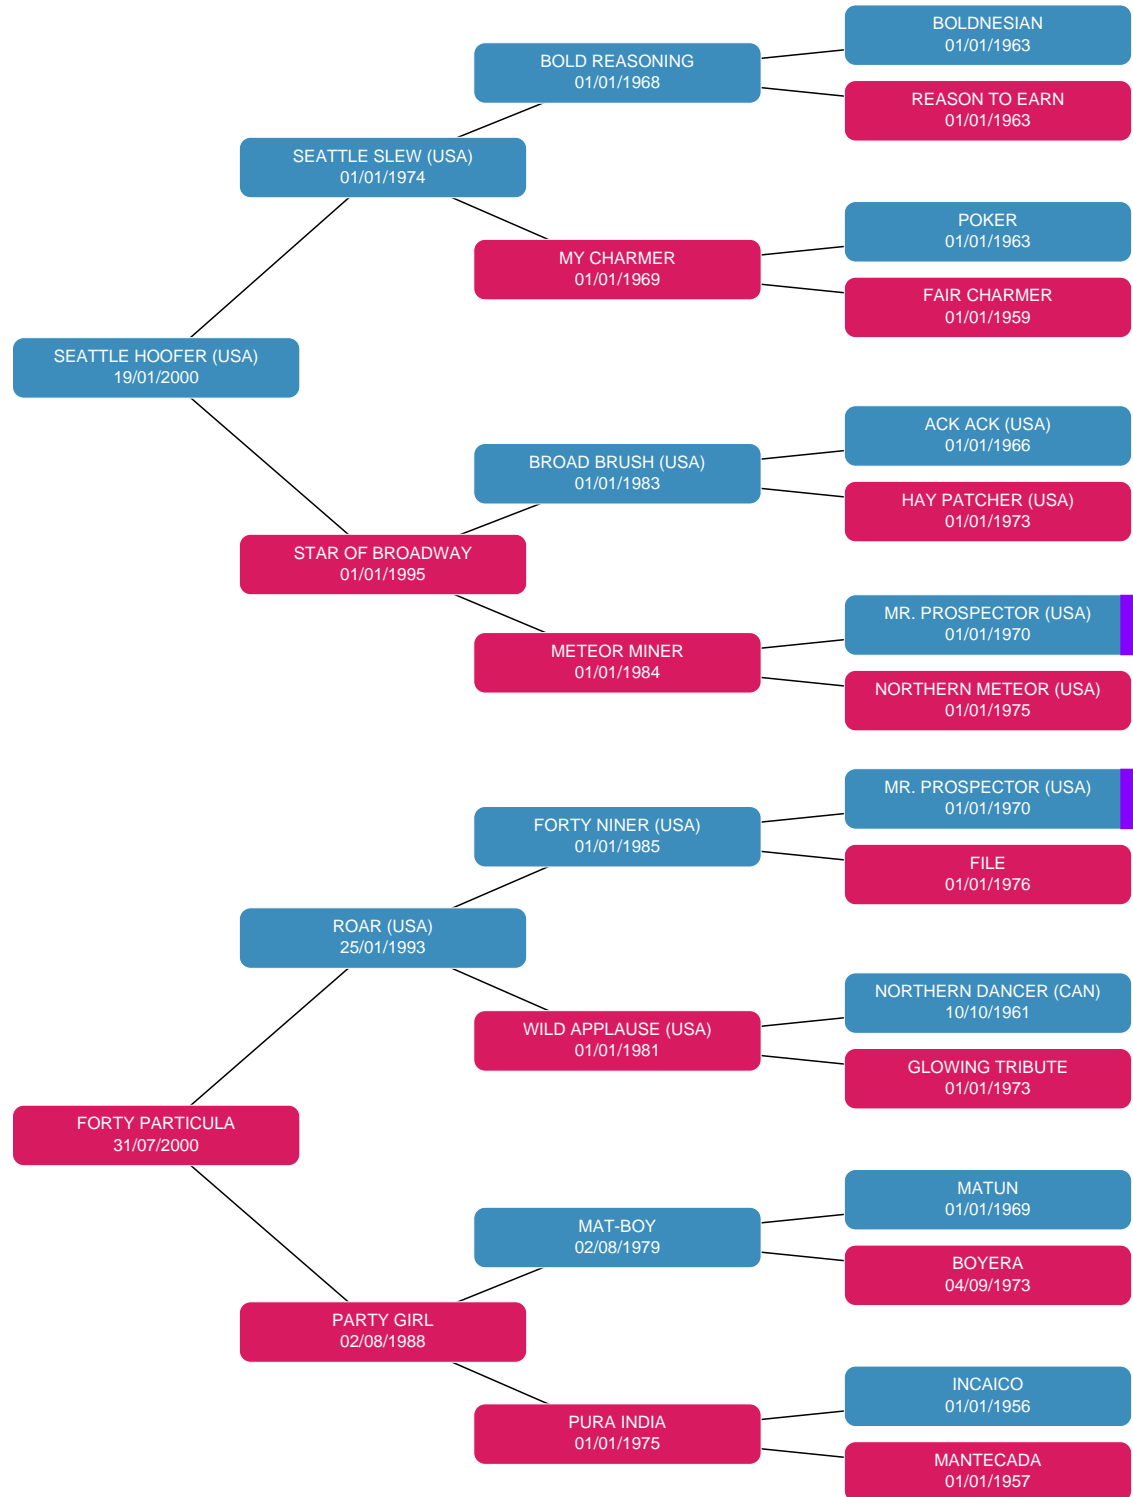 BOLDNESIAN
01/01/1963
BOLD REASONING
01/01/1968
REASON TO EARN
01/01/1963
SEATTLE SLEW (USA)
01/01/1974
POKER
01/01/1963
MY CHARMER
01/01/1969
FAIR CHARMER
01/01/1959
SEATTLE HOOFER (USA)
19/01/2000
ACK ACK (USA)
01/01/1966
BROAD BRUSH (USA)
01/01/1983
HAY PATCHER (USA)
01/01/1973
STAR OF BROADWAY
01/01/1995
MR. PROSPECTOR (USA)
01/01/1970
METEOR MINER
01/01/1984
NORTHERN METEOR (USA)
01/01/1975
MR. PROSPECTOR (USA)
01/01/1970
FORTY NINER (USA)
01/01/1985
FILE
01/01/1976
ROAR (USA)
25/01/1993
NORTHERN DANCER (CAN)
10/10/1961
WILD APPLAUSE (USA)
01/01/1981
GLOWING TRIBUTE
01/01/1973
FORTY PARTICULA
31/07/2000
MATUN
01/01/1969
MAT-BOY
02/08/1979
BOYERA
04/09/1973
PARTY GIRL
02/08/1988
INCAICO
01/01/1956
PURA INDIA
01/01/1975
MANTECADA
01/01/1957